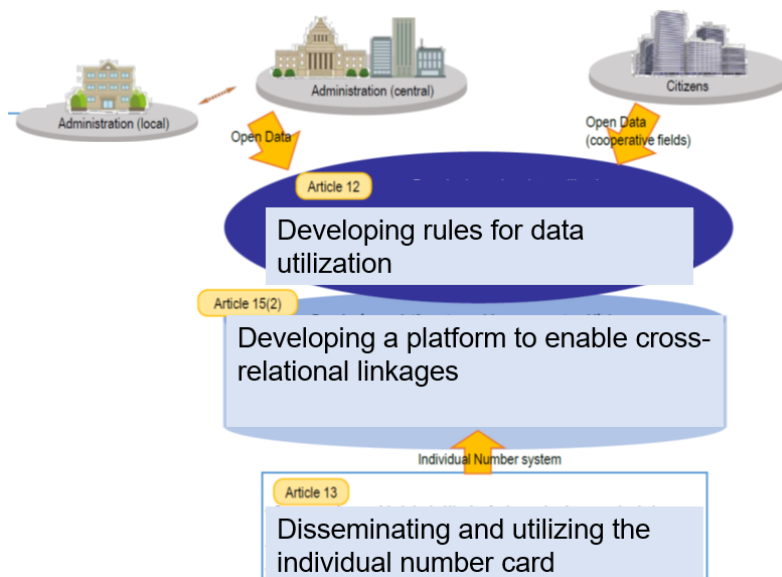 Administration (local)
Administration (central)
Citizens
Open Data
Open Data
(cooperative fields)
Article 12
Developing rules for data
utilization
Article 15(2)
Developing a platform to enable cross-
relational linkages
Individual Number system
Article 13
Disseminating and utilizing the
individual number card